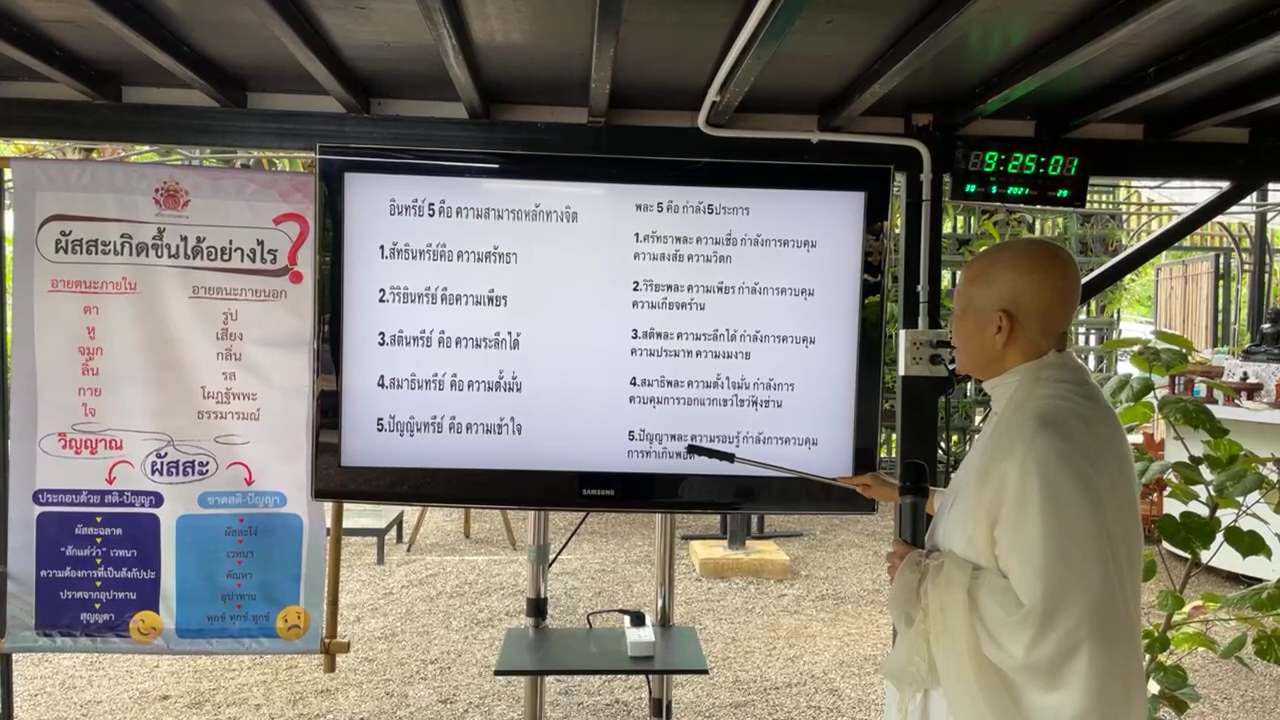 ผัสสะเกิดขึ้นได้อย่างไร ?
อายตนะภายใน อายตนะภายนอก
ตา รูป
หู เสียง
จมูก กลิ่น
ลิ้น รส
กาย โผฏฐัพพะ
ใจ ธรรมารมณ์
วิญญาณ
ผัสสะ
ประกอบด้วย สติ-ปัญญา
ผัสสะฉลาด
"สักแต่ว่า" เวทนา
ความต้องการที่เป็นสังกัปปะ
ปราศจากอุปาทาน
สุญญตา
ขาดสติ-ปัญญา
ผัสสะโง่
เวทนา
ตัณหา
อุปาทาน
ทุกข์ ทุกข์ ทุกข์
อินทรีย์ 5 คือ ความสามารถหลักทางจิต
1.สัทธินทรีย์คือ ความศรัทธา
2.วิริยินทรีย์ คือความเพียร
3.สตินทรีย์ คือ ความระลึกได้
4.สมาธินทรีย์ คือ ความตั้งมั่น
5.ปัญญินทรีย์ คือ ความเข้าใจ
พละ 5 คือ กำลัง5ประการ
1.ศรัทธาพละ ความเชื่อ กำลังการควบคุม
ความสงสัย ความวิตก
2.วิริยะพละ ความเพียร กำลังการควบคุม
ความเกียจคร้าน
3.สติพละ ความระลึกได้ กำลังการควบคุม
ความประมาท ความงมงาย
4.สมาธิพละ ความตั้งใจมั่น กำลังการ
ควบคุมการวอกแวกเขวไขว้ฟุ้งซ่าน
5.ปัญญาพละ ความรอบรู้ กำลังการควบคุม
SAMSUNG
9:25:01
30 5 2021 29